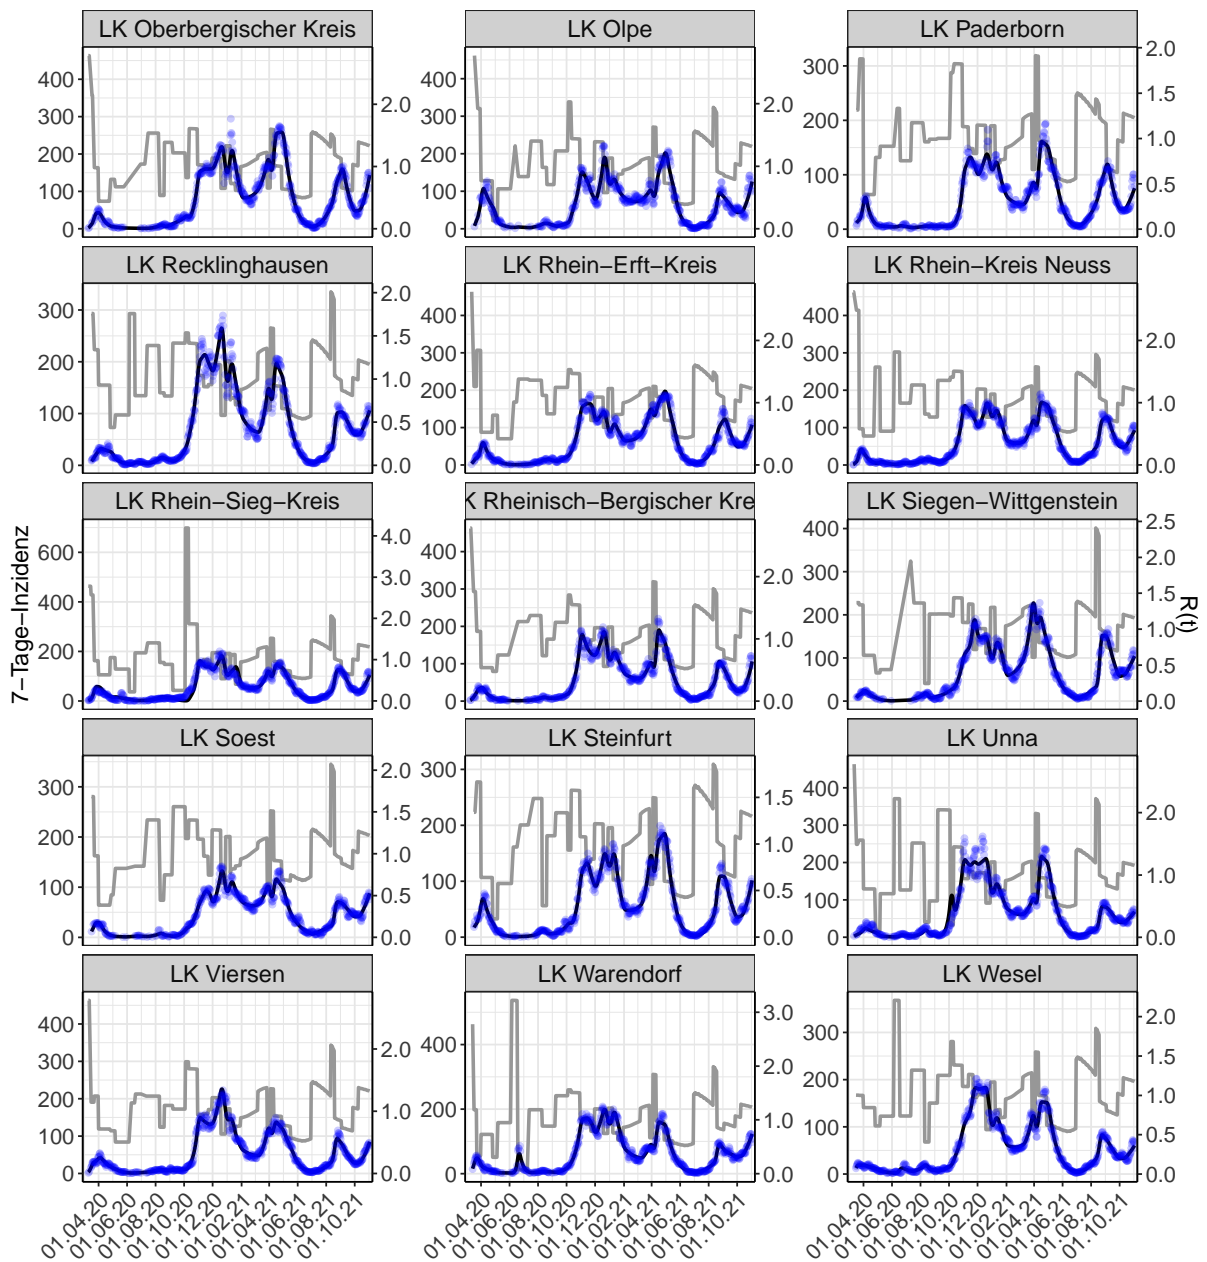 LK Oberbergischer Kreis LK Olpe LK Paderborn
400 300 200 100 0 2.0 1.0 0.0 400 300 200 100 0 2.0 1.0 0.0 300 200 100 0 2.0 1.5 1.0 0.5 0.0
LK Recklinghausen LK Rhein−Erft−Kreis LK Rhein−Kreis Neuss
300 200 100 0 2.0 1.5 1.0 0.5 0.0 400 300 200 100 0 2.0 1.0 0.0 400 300 200 100 0 2.0 1.0 0.0
LK Rhein−Sieg−Kreis K Rheinisch−Bergischer Kre LK Siegen−Wittgenstein
600 400 200 0 4.0 3.0 2.0 1.0 0.0 400 300 200 100 0 2.0 1.0 0.0 400 300 200 100 0 2.5 2.0 1.5 1.0 0.5 0.0
7−Tage−Inzidenz
R(t)
LK Soest LK Steinfurt LK Unna
300 200 100 0 2.0 1.5 1.0 0.5 0.0 300 200 100 0 1.5 1.0 0.5 0.0 400 300 200 100 0 2.0 1.0 0.0
LK Viersen LK Warendorf LK Wesel
400 300 200 100 0 2.0 1.0 0.0 400 200 0 3.0 2.0 1.0 0.0 300 200 100 0 2.0 1.5 1.0 0.5 0.0
01.04.20 01.06.20 01.08.20 01.10.20 01.12.20 01.02.21 01.04.21 01.06.21 01.08.21 01.10.21
01.04.20 01.06.20 01.08.20 01.10.20 01.12.20 01.02.21 01.04.21 01.06.21 01.08.21 01.10.21
01.04.20 01.06.20 01.08.20 01.10.20 01.12.20 01.02.21 01.04.21 01.06.21 01.08.21 01.10.21